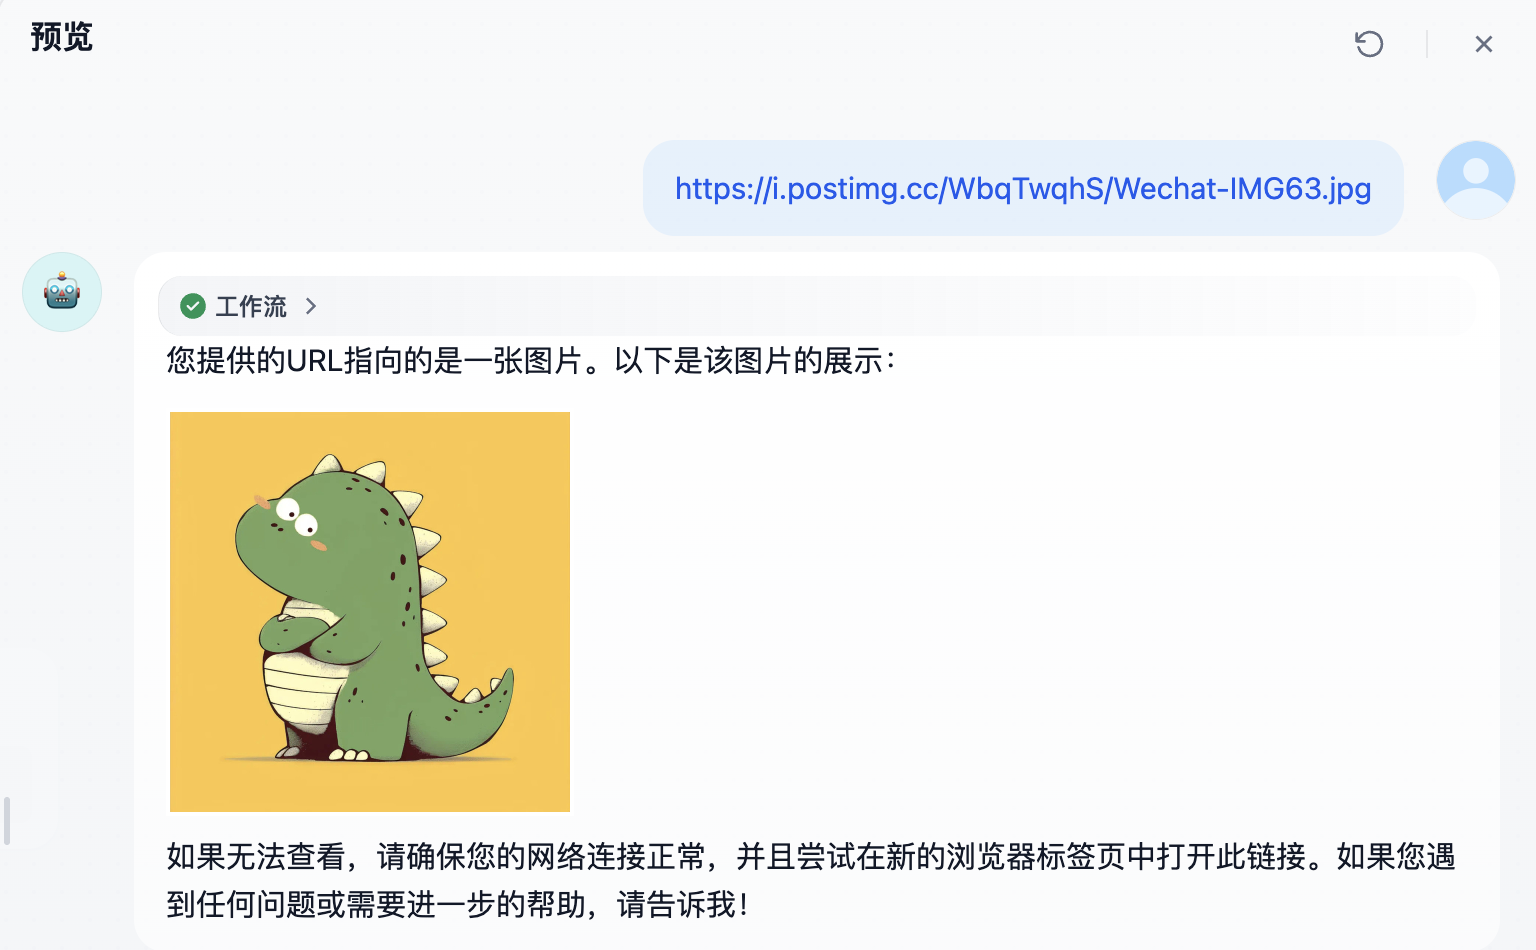 预览
https://i.postimg.cc/WbqTwqhS/Wechat-IMG63.jpg
工作流
您提供的URL指向的是一张图片。以下是该图片的展示：
如果无法查看，请确保您的网络连接正常，并且尝试在新的浏览器标签页中打开此链接。如果您遇
到任何问题或需要进一步的帮助，请告诉我！